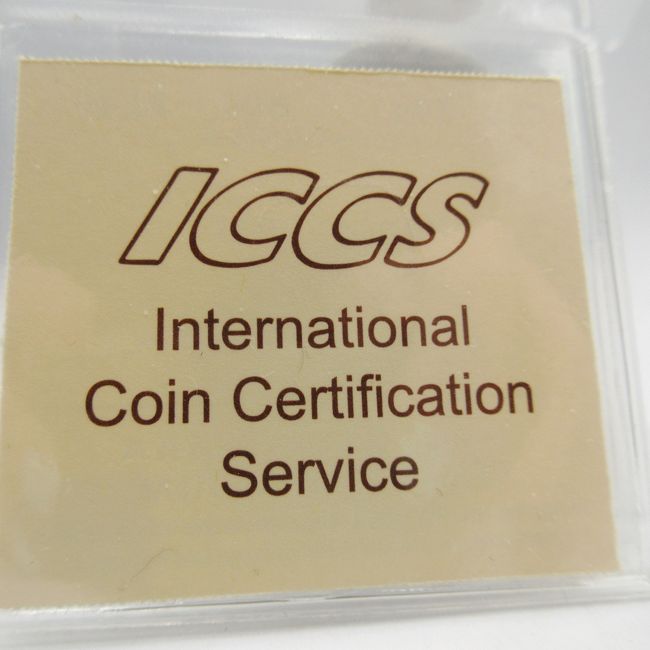 ICCS
International
Coin Certification
Service